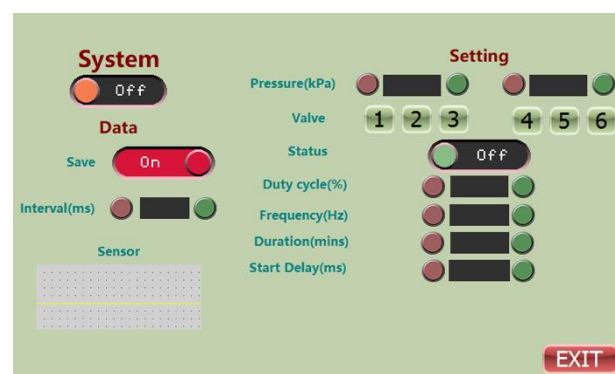 System
Off
Data
Save On
Interval(ms)
Sensor
Setting
Pressure(kPa)
Valve 1 2 3 4 5 6
Status Off
Duty cycle(%)
Frequency(Hz)
Duration(mins)
Start Delay(ms)
EXIT